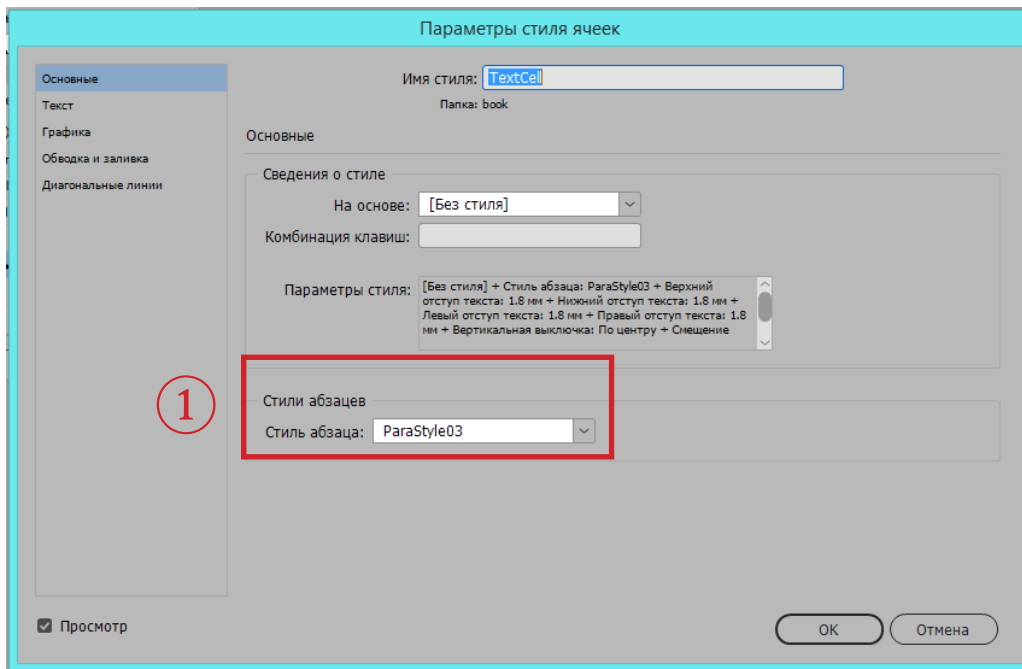 Параметры стиля ячеек
Основные
Текст
Графика
Обводка и заливка
Диагональные линии
Имя стиля: TextCell
Папка: book
Основные
Сведения о стиле
На основе: [Без стиля]
Комбинация клавиш:
Параметры стиля: [Без стиля] + Стиль абзаца: ParaStyle03 + Верхний
отступ текста: 1.8 мм + Нижний отступ текста: 1.8 мм +
Левый отступ текста: 1.8 мм + Правый отступ текста: 1.8
мм + Вертикальная выключка: По центру + Смещение
1
Стили абзацев
Стиль абзаца: ParaStyle03
Просмотр
OK
Отмена